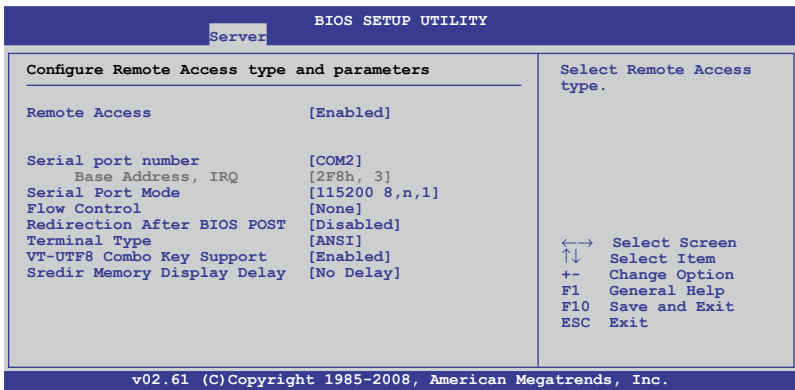 BIOS SETUP UTILITY
Server
Configure Remote Access type and parameters
Remote Access [Enabled]
Serial port number [COM2]
Base Address, IRQ [2F8h, 3]
Serial Port Mode [115200 8,n,1]
Flow Control [None]
Redirection After BIOS POST [Disabled]
Terminal Type [ANSI]
VT-UTF8 Combo Key Support [Enabled]
Sredir Memory Display Delay [No Delay]
Select Remote Access
type.
←→ Select Screen
↑↓ Select Item
+- Change Option
F1 General Help
F10 Save and Exit
ESC Exit
v02.61 (C)Copyright 1985-2008, American Megatrends, Inc.